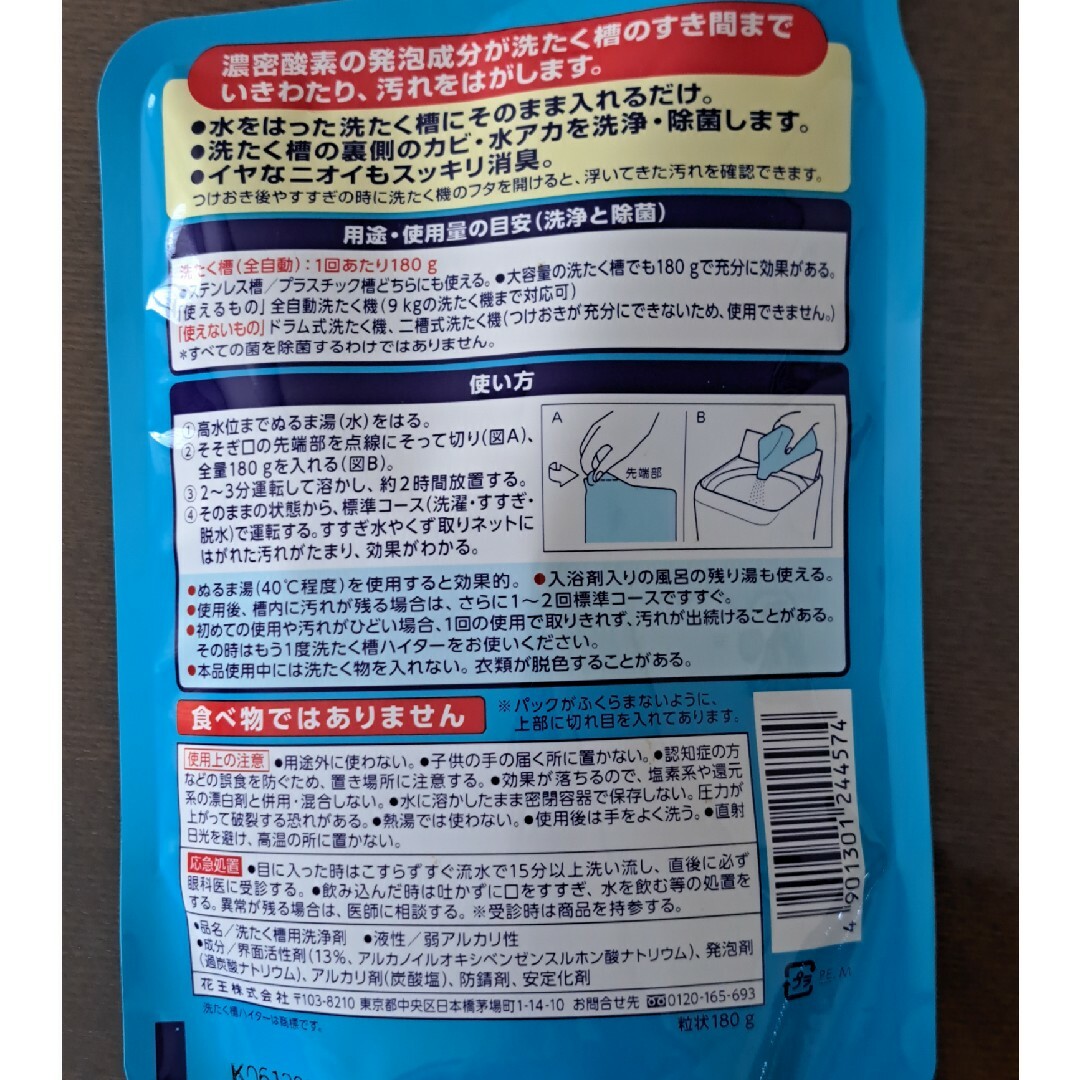 濃密酸素の発泡成分が洗たく槽のすき間まで
いきわたり、汚れをはがします。
●水をはった洗たく槽にそのまま入れるだけ。
●洗たく槽の裏側のカビ・水アカを洗浄・除菌します。
●イヤなニオイもスッキリ消臭。
つけおき後やすすぎの時に洗たく機のフタを開けると、浮いてきた汚れを確認できます。
用途・使用量の目安(洗浄と除菌)
洗たく槽(全自動):1回あたり180g
●ステンレス槽/プラスチック槽どちらにも使える。●大容量の洗たく槽でも180gで充分に効果がある。
「使えるもの」全自動洗たく機(9kgの洗たく機まで対応可)
「使えないもの」ドラム式洗たく機、二槽式洗たく機(つけおきが充分にできないため、使用できません。)
*すべての菌を除菌するわけではありません。
使い方
①高水位までぬるま湯(水)をはる。
②そそぎ口の先端部を点線にそって切り(図A)、
全量180gを入れる(図B)。
③2〜3分運転して溶かし、約2時間放置する。
④そのままの状態から、標準コース(洗濯・すすぎ・
脱水)で運転する。すすぎ水やくず取りネットに
はがれた汚れがたまり、効果がわかる。
A
先端部
B
●ぬるま湯(40℃程度)を使用すると効果的。●入浴剤入りの風呂の残り湯も使える。
●使用後、槽内に汚れが残る場合は、さらに1〜2回標準コースですすぐ。
●初めての使用や汚れがひどい場合、1回の使用で取りきれず、汚れが出続けることがある。
その時はもう1度洗たく槽ハイターをお使いください。
●本品使用中には洗たく物を入れない。衣類が脱色することがある。
食べ物ではありません
※パックがふくらまないように、
上部に切れ目を入れてあります。
使用上の注意 ●用途外に使わない。●子供の手の届く所に置かない。●認知症の方
などの誤食を防ぐため、置き場所に注意する。●効果が落ちるので、塩素系や還元
系の漂白剤と併用・混合しない。●水に溶かしたまま密閉容器で保存しない。圧力が
上がって破裂する恐れがある。●熱湯では使わない。●使用後は手をよく洗う。●直射
日光を避け、高温の所に置かない。
応急処置 ●目に入った時はこすらずすぐ流水で15分以上洗い流し、直後に必ず
眼科医に受診する。●飲み込んだ時は吐かずに口をすすぎ、水を飲む等の処置を
する。異常が残る場合は、医師に相談する。※受診時は商品を持参する。
●品名/洗たく槽用洗浄剤 ●液性/弱アルカリ性
●成分/界面活性剤(13%、アルカノイルオキシベンゼンスルホン酸ナトリウム)、発泡剤
(過炭酸ナトリウム)、アルカリ剤(炭酸塩)、防錆剤、安定化剤
花王株式会社 〒103-8210 東京都中央区日本橋茅場町1-14-10 お問合せ先 0120-165-693
洗たく槽ハイターは商標です。
粒状180g
4 901301 244574
プラ
PE, M